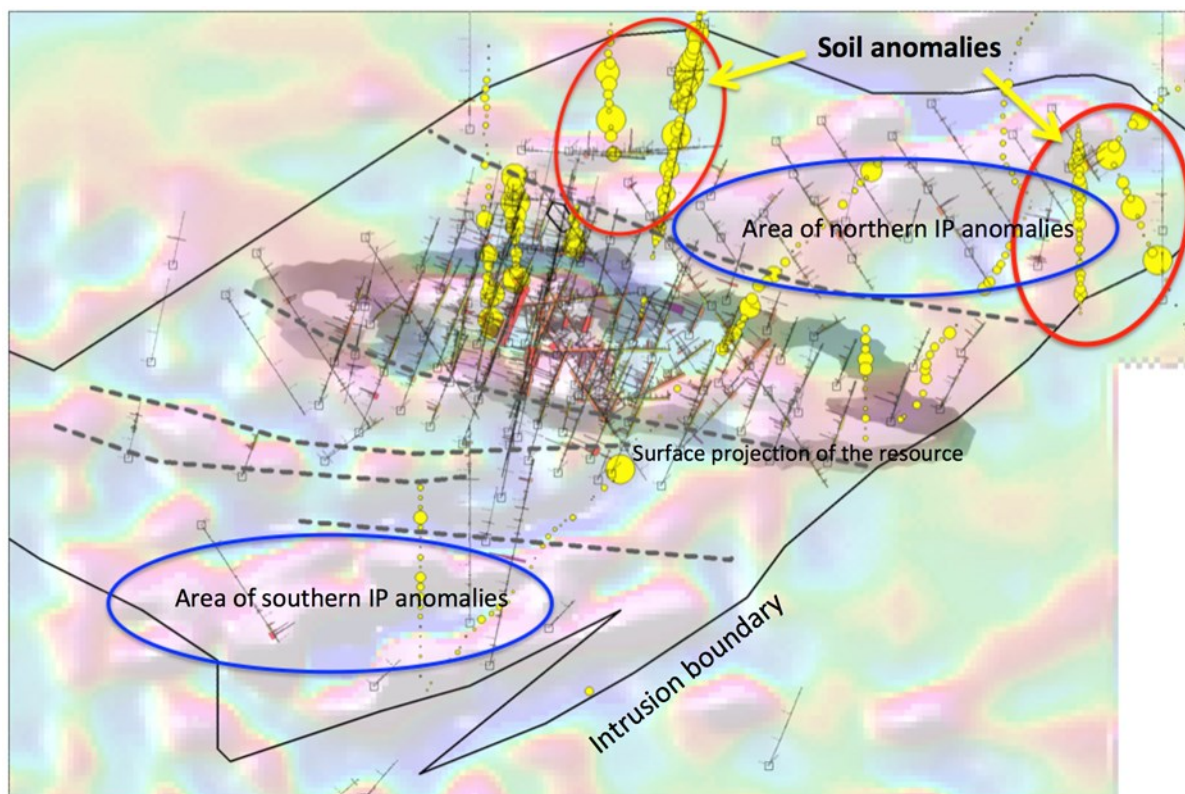 Soil anomalies
Area of northern IP anomalies
Surface projection of the resource
Area of southern IP anomalies
Intrusion boundary